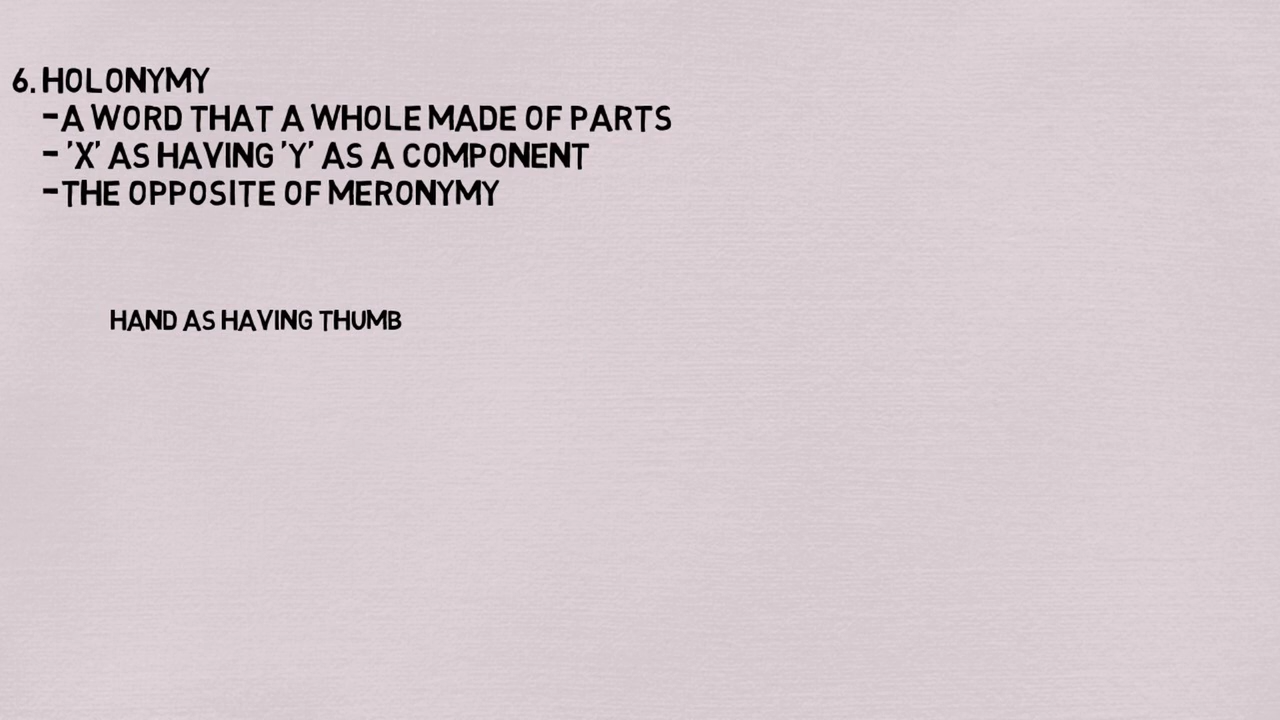 6. HOLONYMY
-A WORD THAT A WHOLE MADE OF PARTS
- 'X' AS HAVING 'Y' AS A COMPONENT
-THE OPPOSITE OF MERONYMY
HAND AS HAVING THUMB